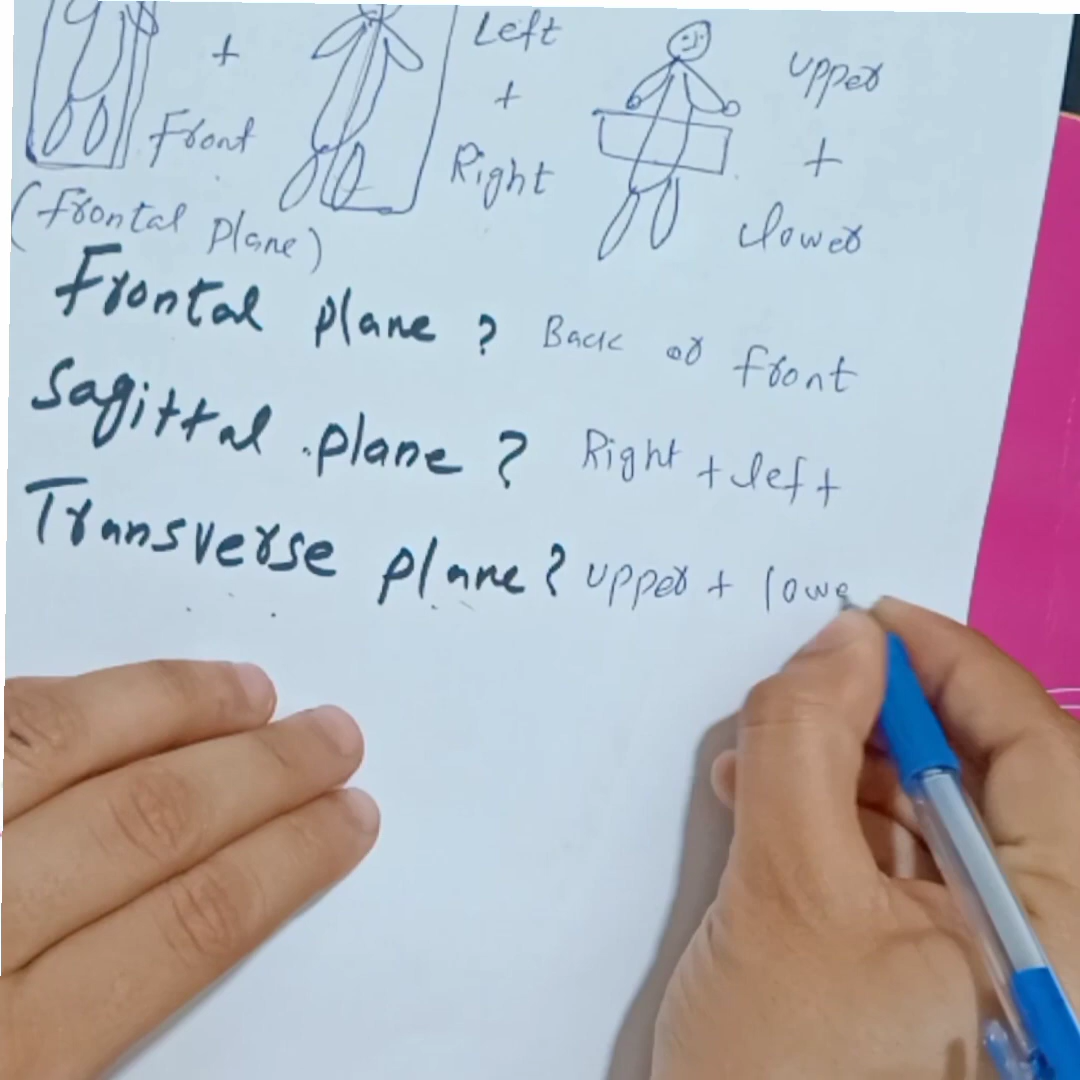 +
Front
(frontal plane)
Left
+
Right
upper
+
lower
Frontal plane ? Back or front
Sagittal plane ? Right + left
Transverse plane ? upper + lowe